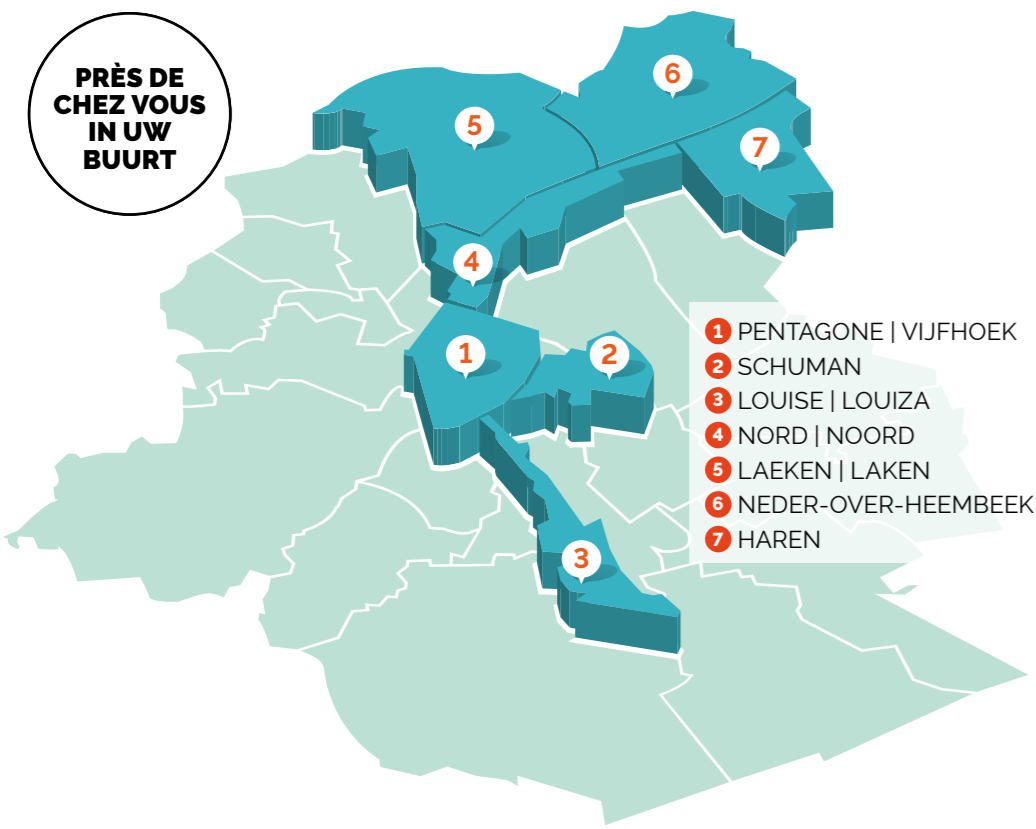 PRÈS DE
CHEZ VOUS
IN UW
BUURT
6
5
7
4
1
2
3
1 PENTAGONE | VIJFHOEK
2 SCHUMAN
3 LOUISE | LOUIZA
4 NORD | NOORD
5 LAEKEN | LAKEN
6 NEDER-OVER-HEEMBEEK
7 HAREN